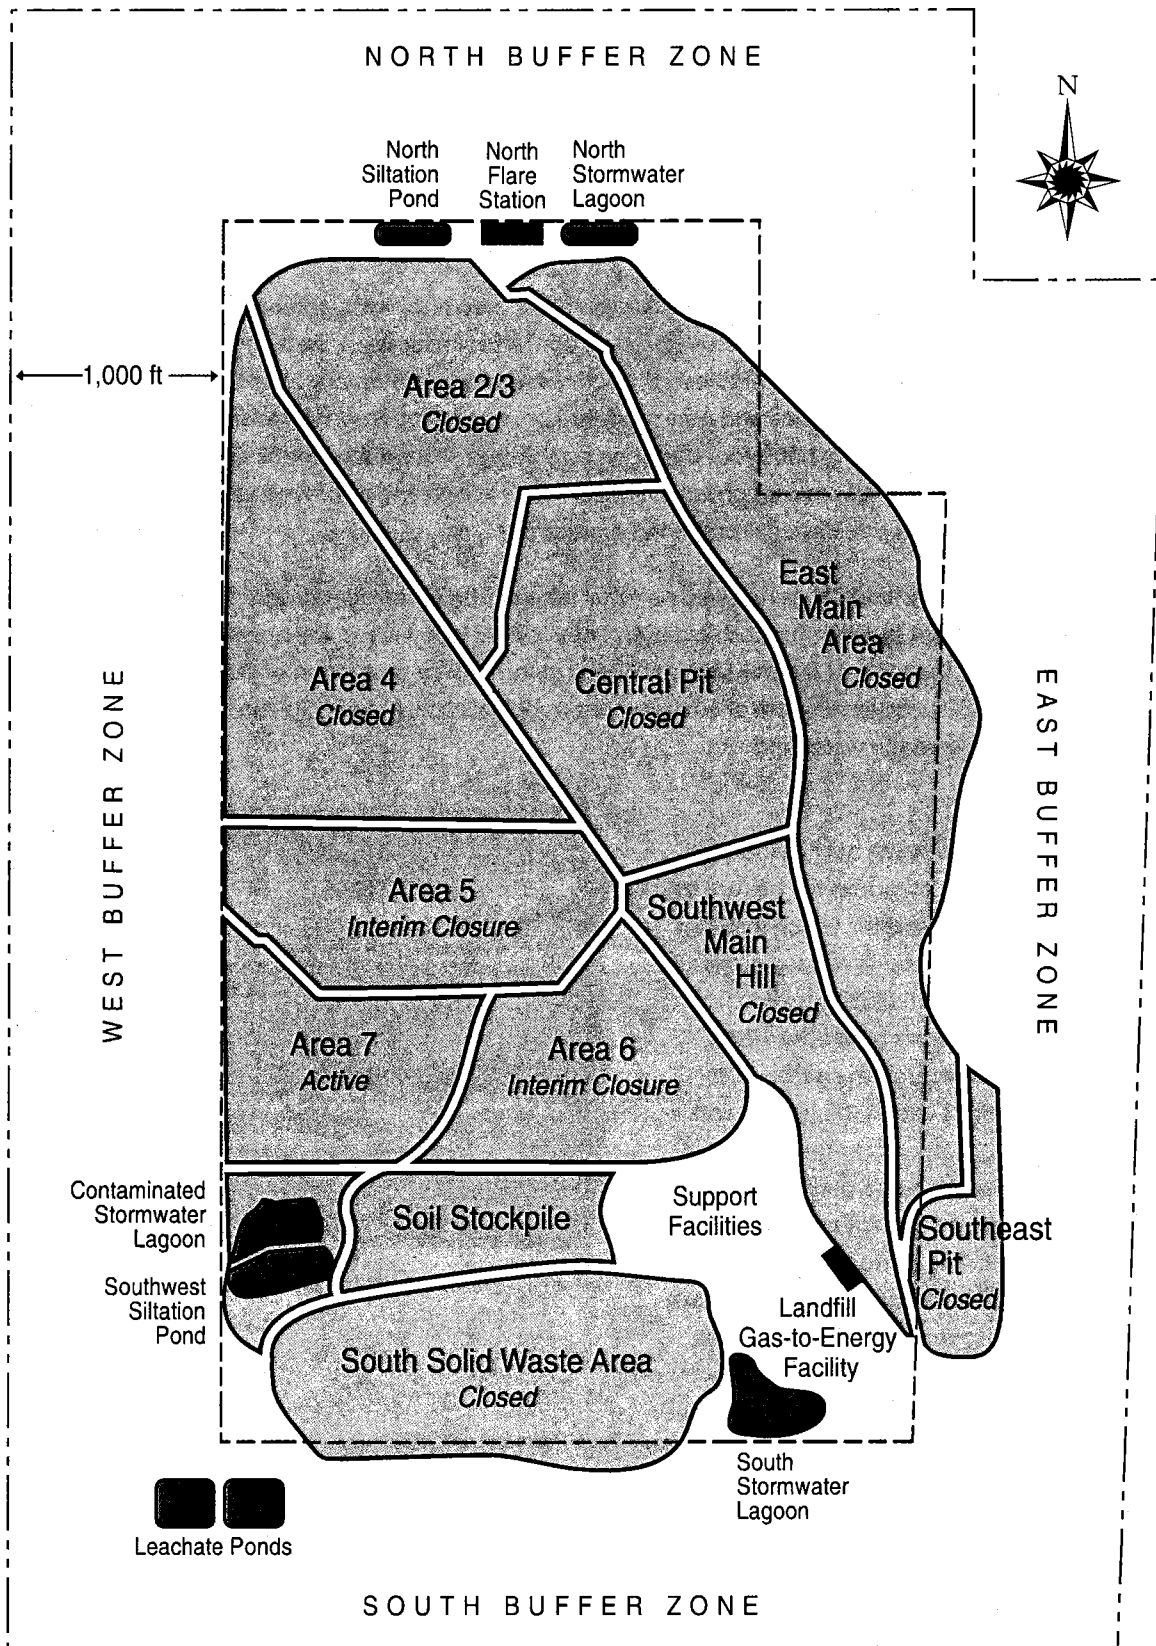 NORTH BUFFER ZONE
N
North
Siltation
Pond
North
Flare
Station
North
Stormwater
Lagoon
1,000 ft
Area 2/3
Closed
East
Main
Area
Closed
Area 4
Closed
Central Pit
Closed
WEST BUFFER ZONE
EAST BUFFER ZONE
Area 5
Interim Closure
Southwest
Main
Hill
Closed
Area 7
Active
Area 6
Interim Closure
Contaminated
Stormwater
Lagoon
Soil Stockpile
Support
Facilities
Southeast
Pit
Closed
Southwest
Siltation
Pond
Landfill
Gas-to-Energy
Facility
South Solid Waste Area
Closed
South
Stormwater
Lagoon
Leachate Ponds
SOUTH BUFFER ZONE